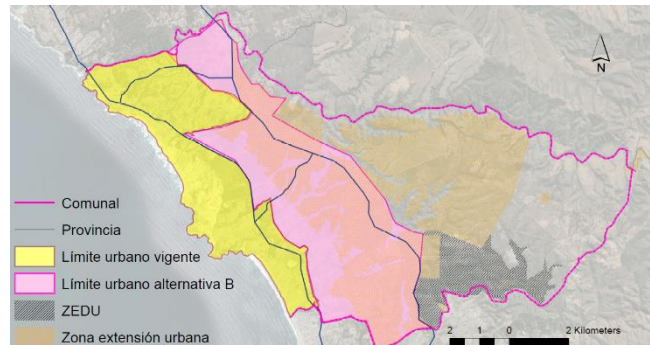 N
Comunal
Provincia
Límite urbano vigente
Límite urbano alternativa B
ZEDU
Zona extensión urbana
2 1 0 2 Kilometers